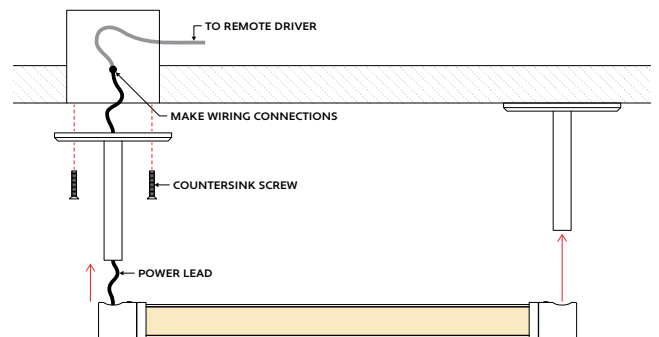 TO REMOTE DRIVER
MAKE WIRING CONNECTIONS
COUNTERSINK SCREW
POWER LEAD